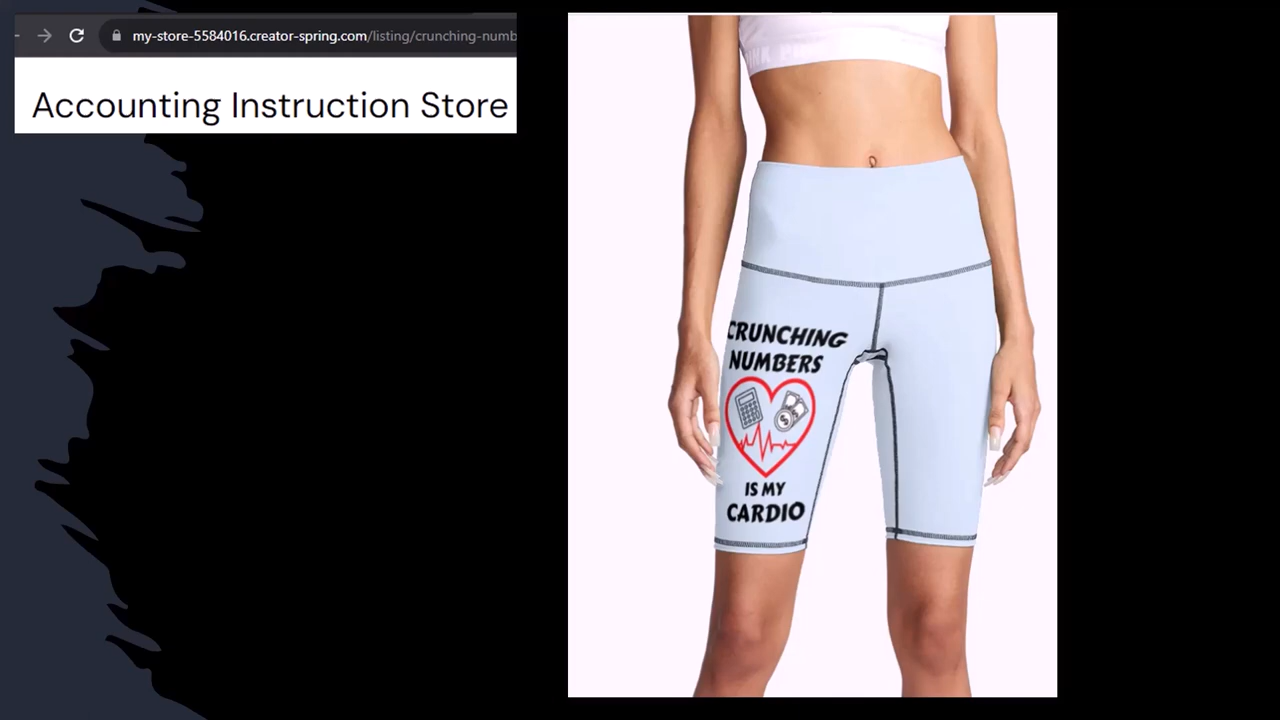 my-store-5584016.creator-spring.com/listing/crunching-numb
Accounting Instruction Store
CRUNCHING
NUMBERS
IS MY
CARDIO